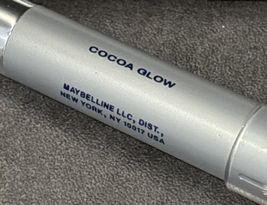 COCOA GLOW
MAYBELLINE LLC, DIST.,
NEW YORK, NY 10017 USA